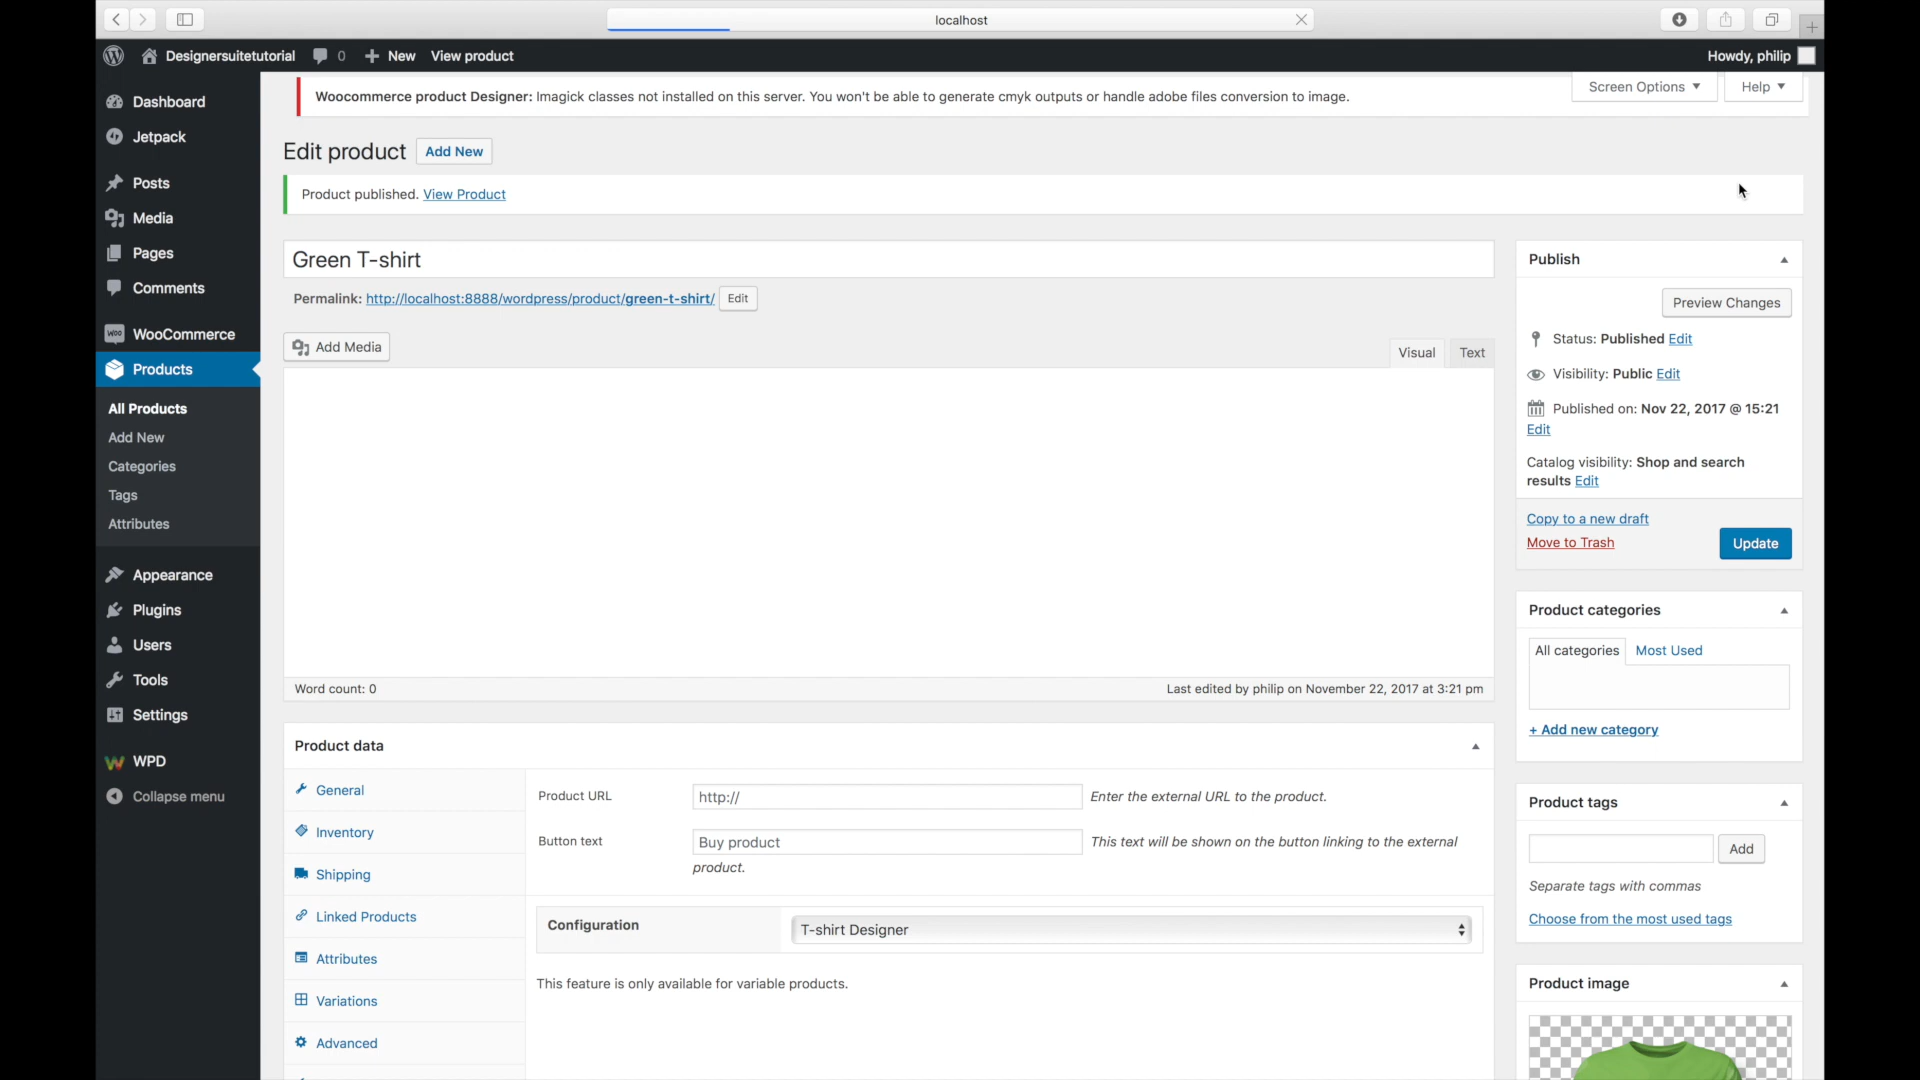 localhost
Designersuitetutorial
0
New
View product
Howdy, philip
Dashboard
Jetpack
Posts
Media
Pages
Comments
WooCommerce
Products
All Products
Add New
Categories
Tags
Attributes
Appearance
Plugins
Users
Tools
Settings
WPD
Collapse menu
Woocommerce product Designer: Imagick classes not installed on this server. You won't be able to generate cmyk outputs or handle adobe files conversion to image.
Screen Options
Help
Edit product
Add New
Product published. View Product
Green T-shirt
Permalink: http://localhost:8888/wordpress/product/green-t-shirt/ Edit
Add Media
Visual
Text
Word count: 0
Last edited by philip on November 22, 2017 at 3:21 pm
Product data
General
Inventory
Shipping
Linked Products
Attributes
Variations
Advanced
Product URL
http://
Enter the external URL to the product.
Button text
Buy product
This text will be shown on the button linking to the external
product.
Configuration
T-shirt Designer
This feature is only available for variable products.
Publish
Preview Changes
Status: Published Edit
Visibility: Public Edit
Published on: Nov 22, 2017 @ 15:21
Edit
Catalog visibility: Shop and search
results Edit
Copy to a new draft
Move to Trash
Update
Product categories
All categories
Most Used
+ Add new category
Product tags
Add
Separate tags with commas
Choose from the most used tags
Product image